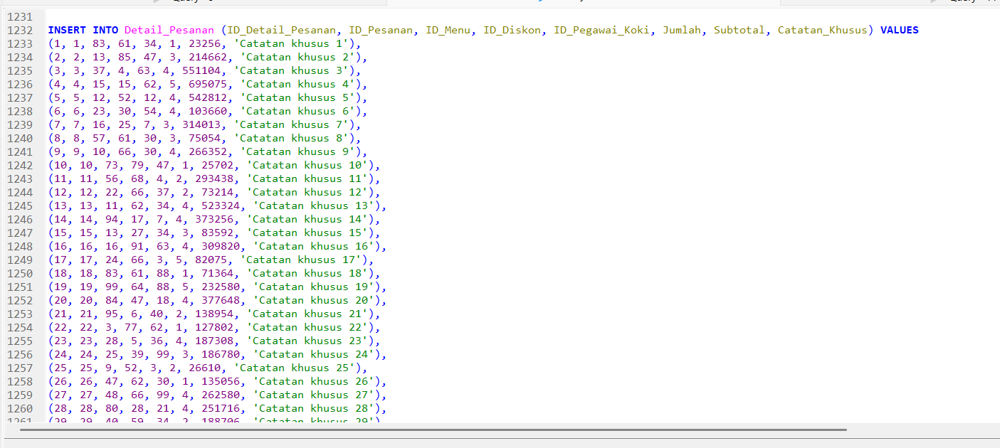 1231
1232 INSERT INTO Detail_Pesanan (ID_Detail_Pesanan, ID_Pesanan, ID_Menu, ID_Diskon, ID_Pegawai_Koki, Jumlah, Subtotal, Catatan_Khusus) VALUES
1233 (1, 1, 83, 61, 34, 1, 23256, 'Catatan khusus 1'),
1234 (2, 2, 13, 85, 47, 3, 214662, 'Catatan khusus 2'),
1235 (3, 3, 37, 4, 63, 4, 551104, 'Catatan khusus 3'),
1236 (4, 4, 15, 15, 62, 5, 695075, 'Catatan khusus 4'),
1237 (5, 5, 12, 52, 12, 4, 542812, 'Catatan khusus 5'),
1238 (6, 6, 23, 30, 54, 4, 103660, 'Catatan khusus 6'),
1239 (7, 7, 16, 25, 7, 3, 314013, 'Catatan khusus 7'),
1240 (8, 8, 57, 61, 30, 3, 75054, 'Catatan khusus 8'),
1241 (9, 9, 10, 66, 30, 4, 266352, 'Catatan khusus 9'),
1242 (10, 10, 73, 79, 47, 1, 25702, 'Catatan khusus 10'),
1243 (11, 11, 56, 68, 4, 2, 293438, 'Catatan khusus 11'),
1244 (12, 12, 22, 66, 37, 2, 73214, 'Catatan khusus 12'),
1245 (13, 13, 11, 62, 34, 4, 523324, 'Catatan khusus 13'),
1246 (14, 14, 94, 17, 7, 4, 373256, 'Catatan khusus 14'),
1247 (15, 15, 13, 27, 34, 3, 83592, 'Catatan khusus 15'),
1248 (16, 16, 16, 91, 63, 4, 309820, 'Catatan khusus 16'),
1249 (17, 17, 24, 66, 3, 5, 82075, 'Catatan khusus 17'),
1250 (18, 18, 83, 61, 88, 1, 71364, 'Catatan khusus 18'),
1251 (19, 19, 99, 64, 88, 5, 232580, 'Catatan khusus 19'),
1252 (20, 20, 84, 47, 18, 4, 377648, 'Catatan khusus 20'),
1253 (21, 21, 95, 6, 40, 2, 138954, 'Catatan khusus 21'),
1254 (22, 22, 3, 77, 62, 1, 127802, 'Catatan khusus 22'),
1255 (23, 23, 28, 5, 36, 4, 187308, 'Catatan khusus 23'),
1256 (24, 24, 25, 39, 99, 3, 186780, 'Catatan khusus 24'),
1257 (25, 25, 9, 52, 3, 2, 26610, 'Catatan khusus 25'),
1258 (26, 26, 47, 62, 30, 1, 135056, 'Catatan khusus 26'),
1259 (27, 27, 48, 66, 99, 4, 262580, 'Catatan khusus 27'),
1260 (28, 28, 80, 28, 21, 4, 251716, 'Catatan khusus 28'),
1261 (29, 29, 40, 59, 34, 2, 188706, 'Catatan khusus 29')